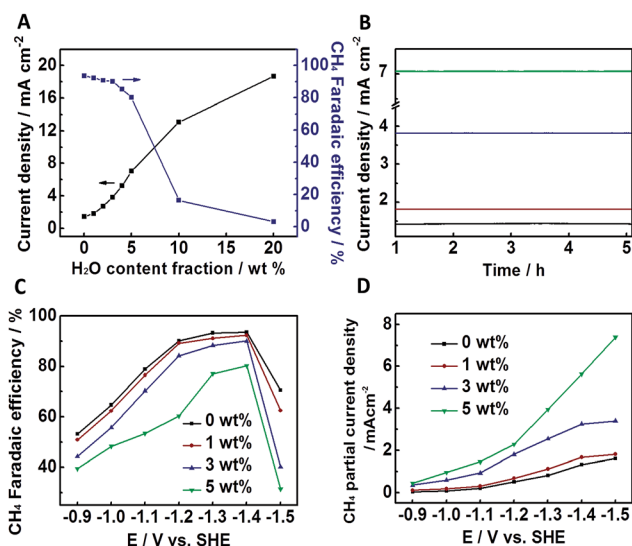 A
Current density / mA cm-2
20
16
12
8
4
0
0
5
10
15
20
H2O content fraction / wt %
100
80
60
40
20
0
CH4 Faradaic efficiency / %
B
Current density / mA cm-2
7
4
3
2
1
2
3
4
5
Time / h
C
CH4 Faradaic efficiency / %
100
80
60
40
0 wt%
1 wt%
3 wt%
5 wt%
-0.9
-1.0
-1.1
-1.2
-1.3
-1.4
-1.5
E / V vs. SHE
D
CH4 partial current density
/ mAcm-2
8
6
4
2
0
0 wt%
1 wt%
3 wt%
5 wt%
-0.9
-1.0
-1.1
-1.2
-1.3
-1.4
-1.5
E / V vs. SHE